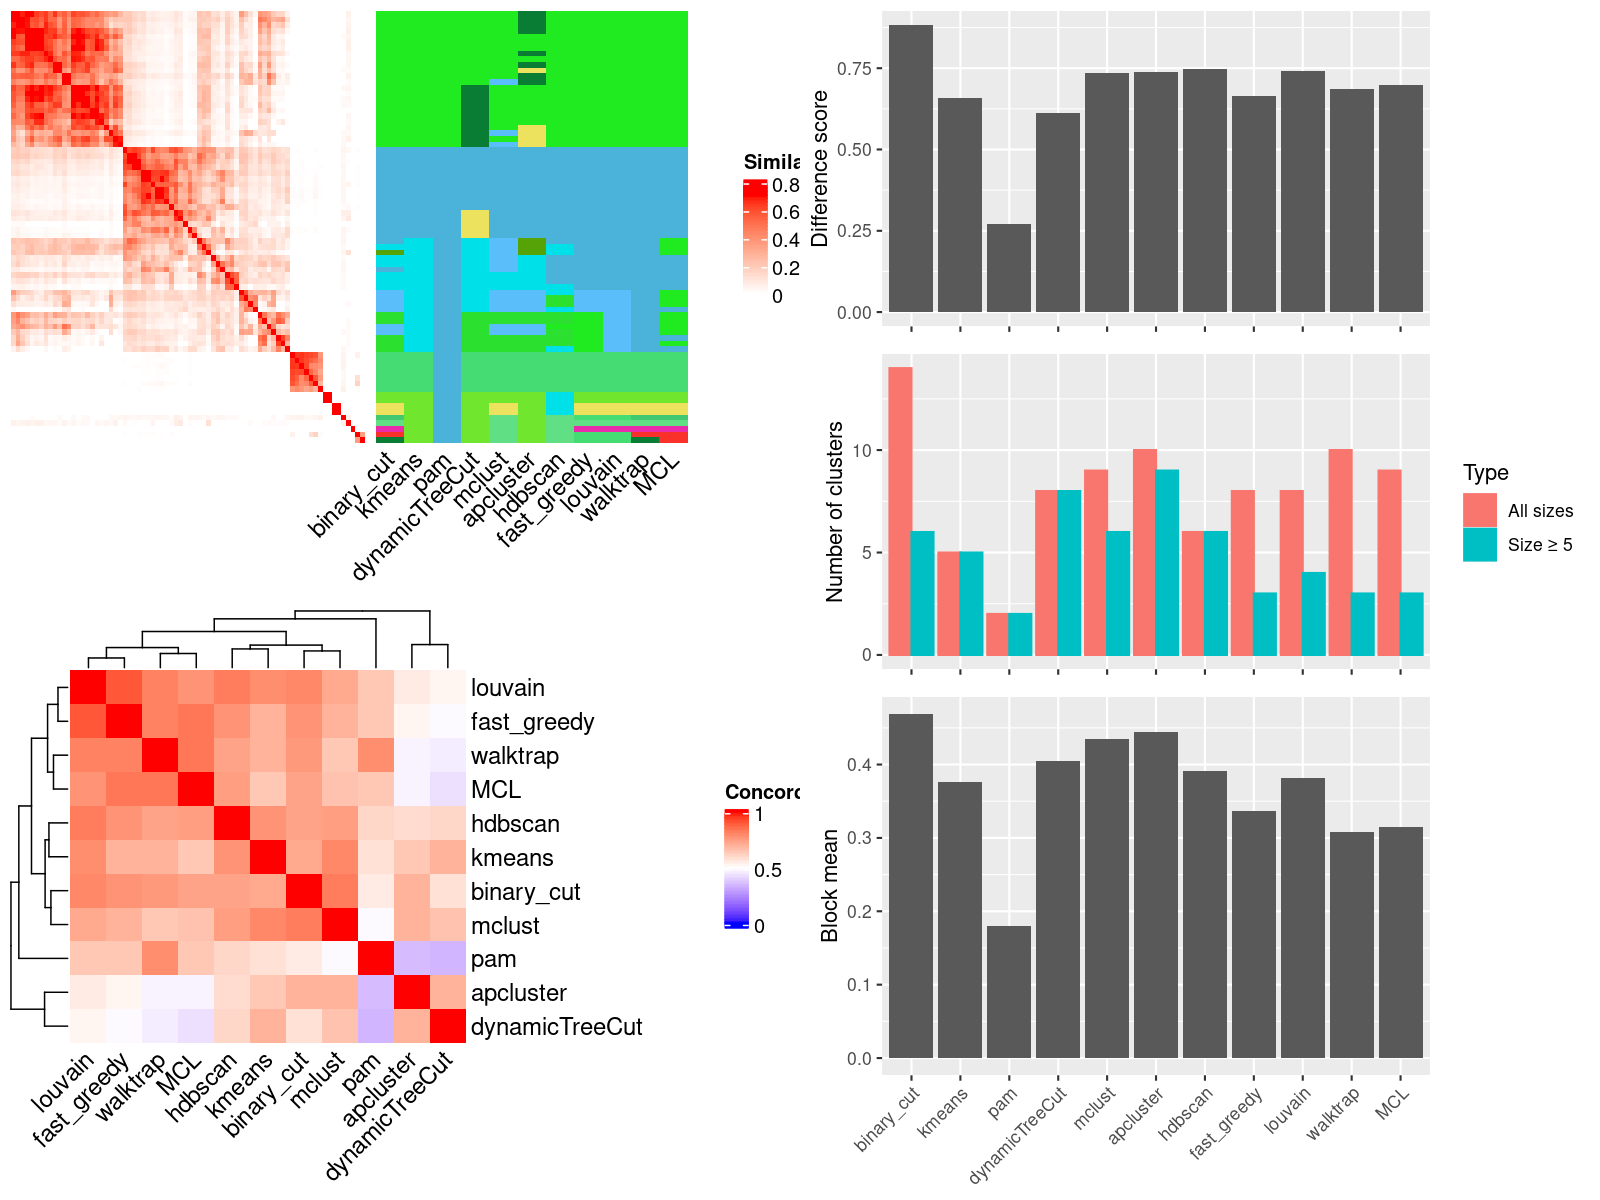 Simila
0.8
0.6
0.4
0.2
0
binary_cut
kmeans
pam
dynamicTreeCut
mclust
apcluster
hdbscan
fast_greedy
louvain
walktrap
MCL
louvain
fast_greedy
walktrap
MCL
hdbscan
kmeans
binary_cut
mclust
pam
apcluster
dynamicTreeCut
louvain
fast_greedy
walktrap
MCL
hdbscan
kmeans
binary_cut
mclust
pam
apcluster
dynamicTreeCut
Concord
1
0.5
0
Difference score
0.75
0.50
0.25
0.00
Number of clusters
10
5
0
Type
All sizes
Size ≥ 5
Block mean
0.4
0.3
0.2
0.1
0.0
binary_cut
kmeans
pam
dynamicTreeCut
mclust
apcluster
hdbscan
fast_greedy
louvain
walktrap
MCL